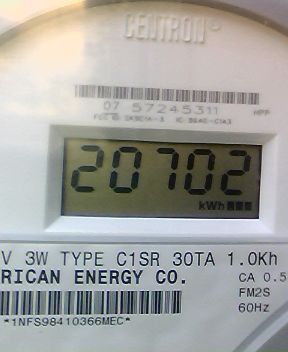 CENTRON®
07 57245311 HPP
20702
kWh
V 3W TYPE C1SR 30TA 1.0Kh
RICAN ENERGY CO. CA 0.5
FM2S
*1NFS98410366MEC* 60Hz